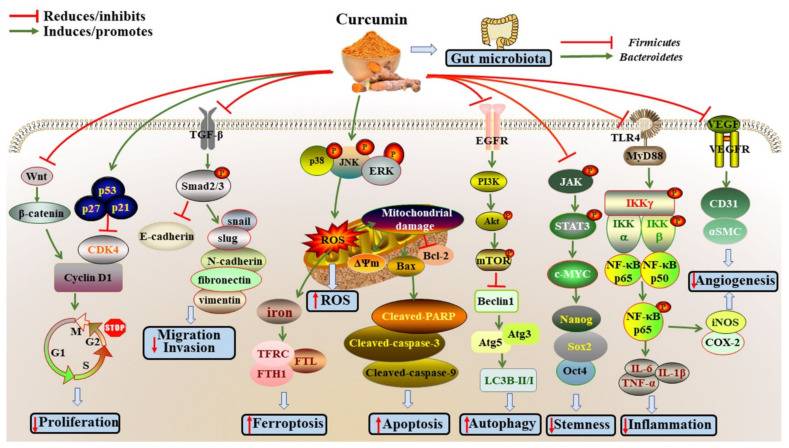 Reduces/inhibits
Induces/promotes
Curcumin
Gut microbiota
Firmicutes
Bacteroidetes
Wnt
β-catenin
Cyclin D1
p53
p27
p21
CDK4
M
G2
G1
S
STOP
Proliferation
TGF-β
Smad2/3
P
E-cadherin
snail
slug
N-cadherin
fibronectin
vimentin
Migration
Invasion
p38
P
JNK
P
ERK
P
ROS
Mitochondrial
damage
ΔΨm
Bax
Bcl-2
ROS
iron
TFRC
FTH1
FTL
Ferroptosis
Cleaved-PARP
Cleaved-caspase-3
Cleaved-caspase-9
Apoptosis
EGFR
PI3K
Akt
P
mTOR
P
Beclin1
Atg5
Atg3
LC3B-II/I
Autophagy
JAK
P
STAT3
P
c-MYC
Nanog
Sox2
Oct4
Stemness
TLR4
MyD88
IKKγ
P
IKK
α
IKK
β
P
NF-κB
p65
NF-κB
p50
NF-κB
p65
P
IL-6
TNF-α
IL-1β
Inflammation
VEGF
VEGFR
CD31
αSMC
Angiogenesis
iNOS
COX-2